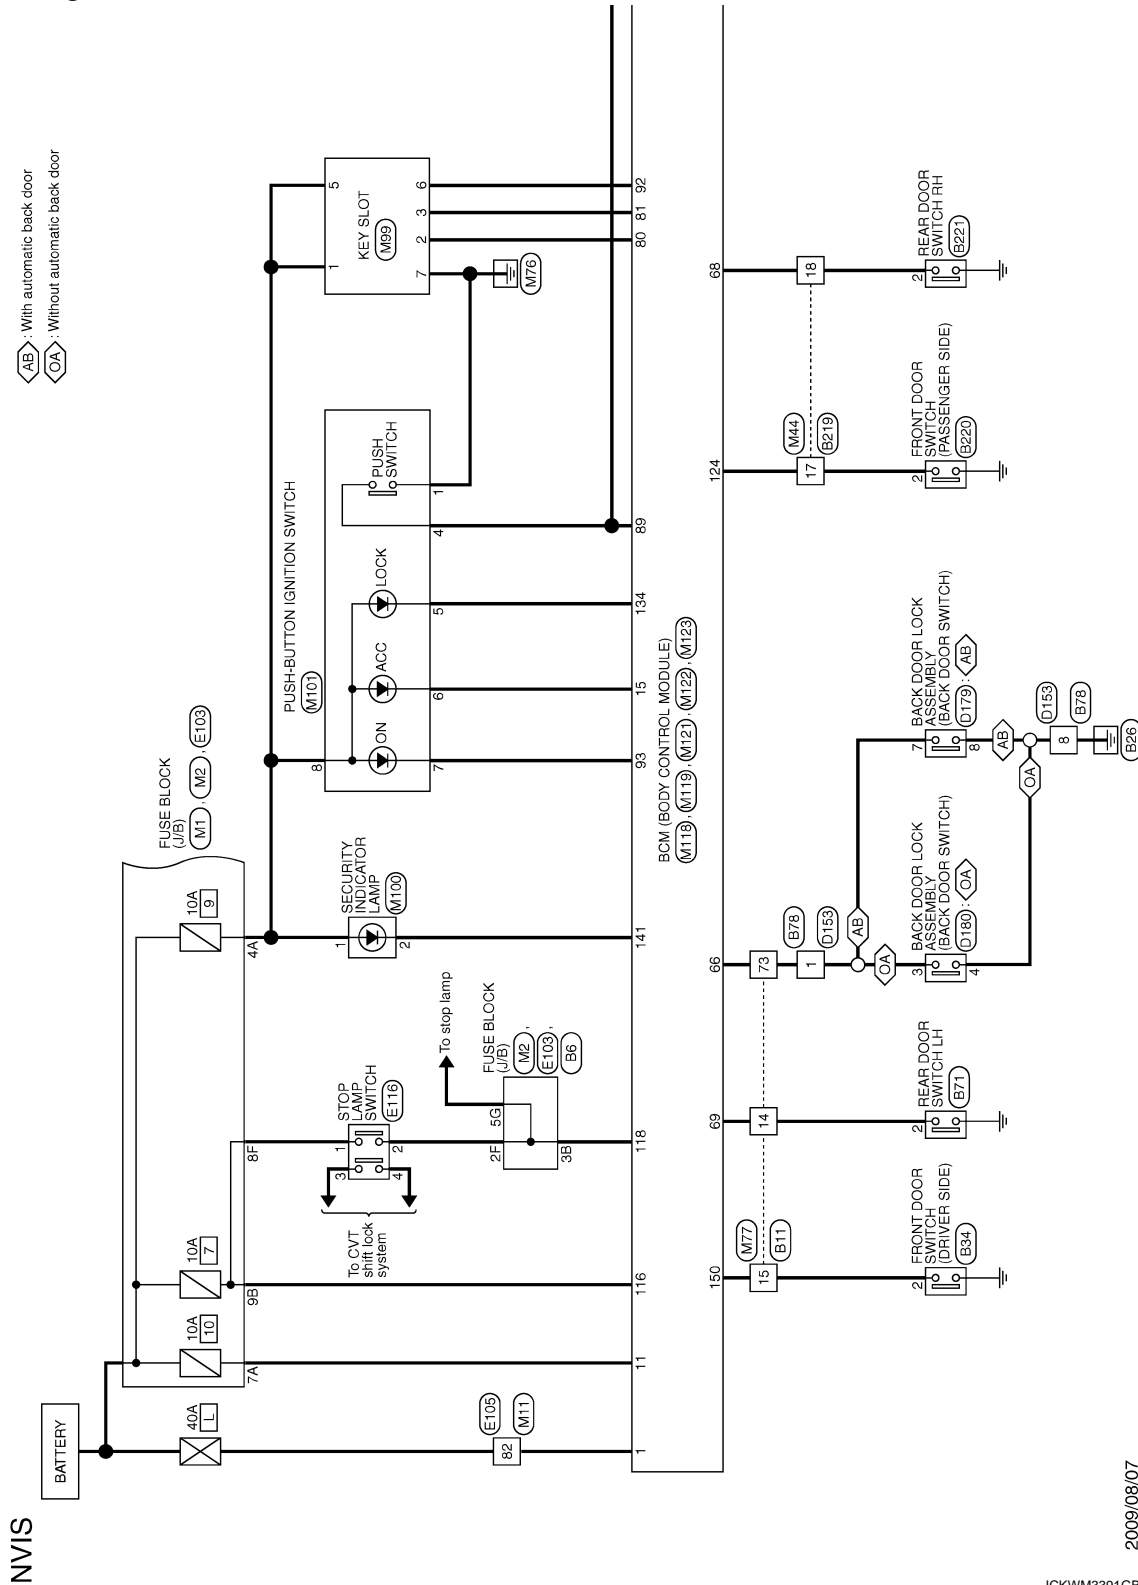 NVIS
AB : With automatic back door
OA : Without automatic back door
BATTERY
40A
L
E105
82
M11
1
10A
10
7A
11
10A
7
9B
116
8F
10A
9
4A
FUSE BLOCK
(J/B)
M1 , M2 , E103
To CVT
shift lock
system
3
4
1
2
STOP
LAMP
SWITCH
E116
To stop lamp
2F
5G
3B
FUSE BLOCK
(J/B)
M2 ,
E103 ,
B6
118
1
2
SECURITY
INDICATOR
LAMP
M100
141
PUSH-BUTTON IGNITION SWITCH
M101
8
ON
ACC
LOCK
PUSH
SWITCH
7
6
5
4
1
93
15
134
89
1
5
KEY SLOT
M99
7
2
3
6
M76
80
81
92
BCM (BODY CONTROL MODULE)
M118 , M119 , M121 , M122 , M123
150
69
66
124
68
M77
15
B11
14
73
B78
1
D153
AB
OA
M44
17
B219
18
2
FRONT DOOR
SWITCH
(DRIVER SIDE)
B34
2
REAR DOOR
SWITCH LH
B71
3
4
BACK DOOR LOCK
ASSEMBLY
(BACK DOOR SWITCH)
D180 : OA
7
8
BACK DOOR LOCK
ASSEMBLY
(BACK DOOR SWITCH)
D179 : AB
AB
OA
D153
8
B78
B26
2
FRONT DOOR
SWITCH
(PASSENGER SIDE)
B220
2
REAR DOOR
SWITCH RH
B221
2009/08/07